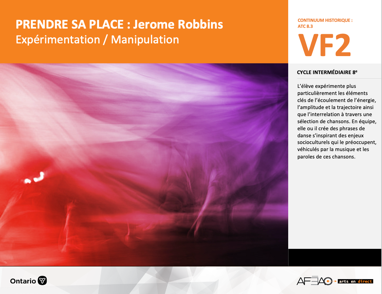 PRENDRE SA PLACE : Jerome Robbins
Expérimentation / Manipulation
CONTINUUM HISTORIQUE :
ATC 8.3
VF2
CYCLE INTERMÉDIAIRE 8e
L'élève expérimente plus
particulièrement les éléments
clés de l'écoulement de l'énergie,
l'amplitude et la trajectoire ainsi
que l'interrelation à travers une
sélection de chansons. En équipe,
elle ou il crée des phrases de
danse s'inspirant des enjeux
socioculturels qui le préoccupent,
véhiculés par la musique et les
paroles de ces chansons.
Ontario
arts en direct